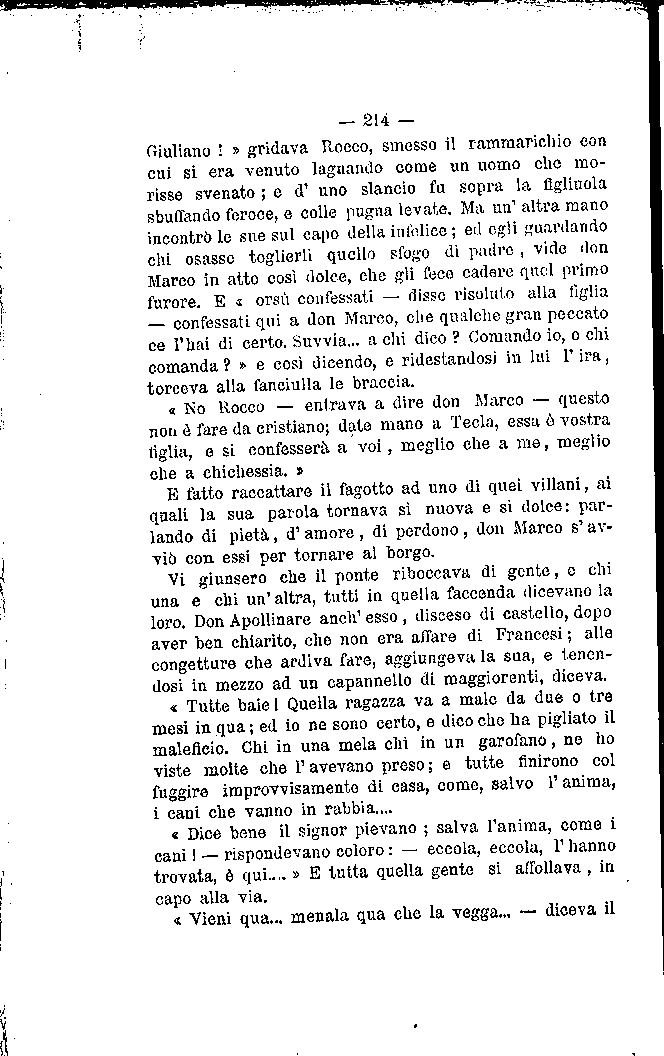 — 214 —
Giuliano ! » gridava Rocco, smesso il rammarichio con
cui si era venuto lagnando come un uomo che mo-
risse svenato ; e d' uno slancio fu sopra la figliuola
sbuffando feroce, e colle pugna levate. Ma un' altra mano
incontrò le sue sul capo della infelice ; ed egli guardando
chi osasse toglierli quello sfogo di padre , vide don
Marco in atto così dolce, che gli fece cadere quel primo
furore. E « orsù confessati — disse risoluto alla figlia
— confessati qui a don Marco, che qualche gran peccato
ce l'hai di certo. Suvvia... a chi dico ? Comando io, o chi
comanda ? » e così dicendo, e ridestandosi in lui l' ira ,
torceva alla fanciulla le braccia.
« No Rocco — entrava a dire don Marco — questo
non è fare da cristiano; date mano a Tecla, essa è vostra
figlia, e si confesserà a voi , meglio che a me, meglio
che a chichessia. »
E fatto raccattare il fagotto ad uno di quei villani, ai
quali la sua parola tornava sì nuova e sì dolce: par-
lando di pietà, d' amore , di perdono , don Marco s' av-
viò con essi per tornare al borgo.
Vi giunsero che il ponte riboccava di gente, e chi
una e chi un' altra, tutti in quella faccenda dicevano la
loro. Don Apollinare anch' esso , disceso di castello, dopo
aver ben chiarito, che non era affare di Francesi ; alle
congetture che ardiva fare, aggiungeva la sua, e tenen-
dosi in mezzo ad un capannello di maggiorenti, diceva.
« Tutte baie ! Quella ragazza va a male da due o tre
mesi in qua ; ed io ne sono certo, e dico che ha pigliato il
maleficio. Chi in una mela chi in un garofano, ne ho
viste molte che l' avevano preso ; e tutte finirono col
fuggire improvvisamente di casa, come, salvo l' anima,
i cani che vanno in rabbia....
« Dice bene il signor pievano ; salva l'anima, come i
cani ! — rispondevano coloro : — eccola, eccola, l' hanno
trovata, è qui.... » E tutta quella gente si affollava , in
capo alla via.
« Vieni qua... menala qua che la vegga... — diceva il